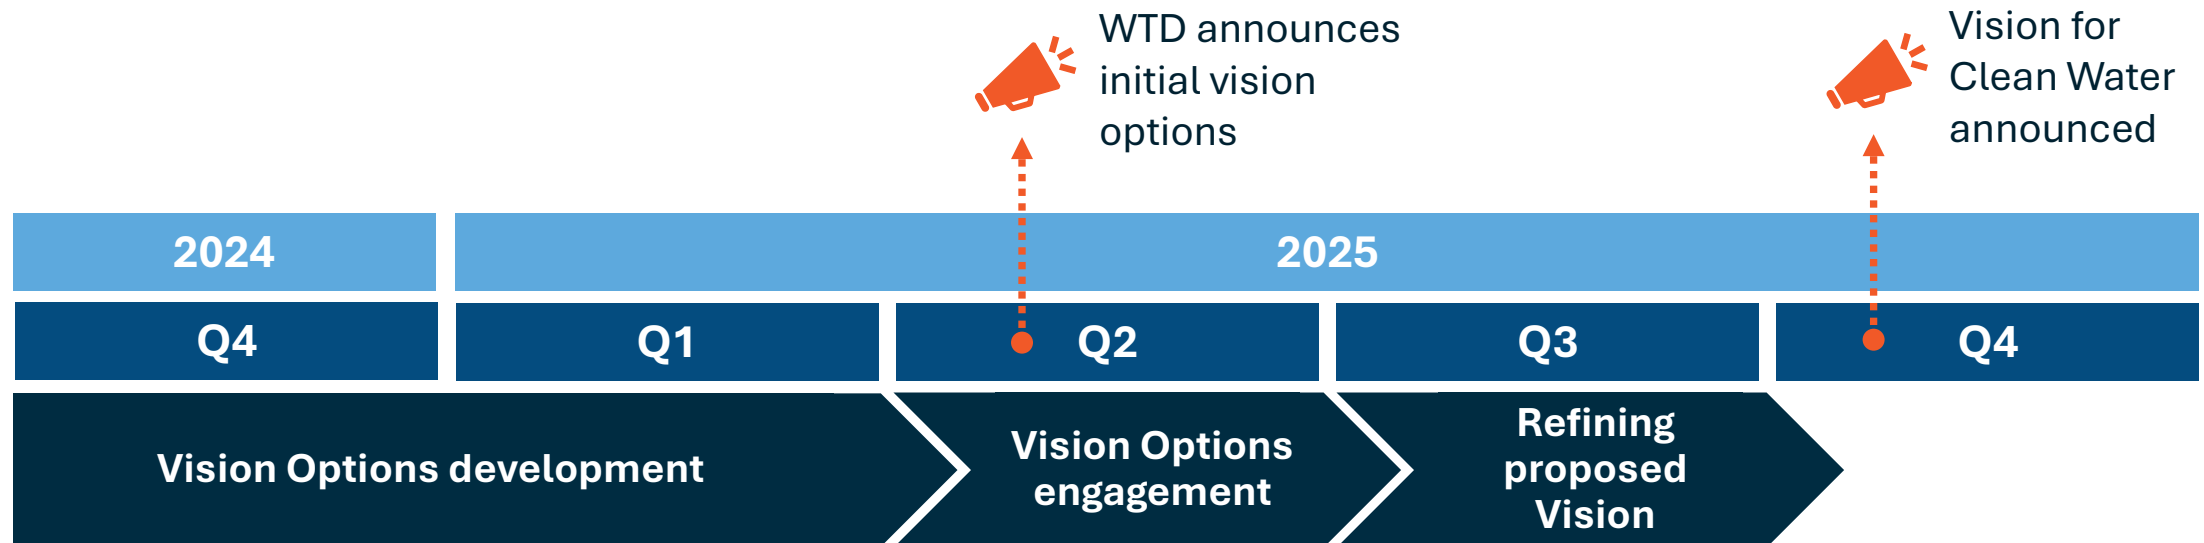 WTD announces
initial vision
options
Vision for
Clean Water
announced
2024
2025
Q4
Q1
Q2
Q3
Q4
Vision Options development
Vision Options
engagement
Refining
proposed
Vision